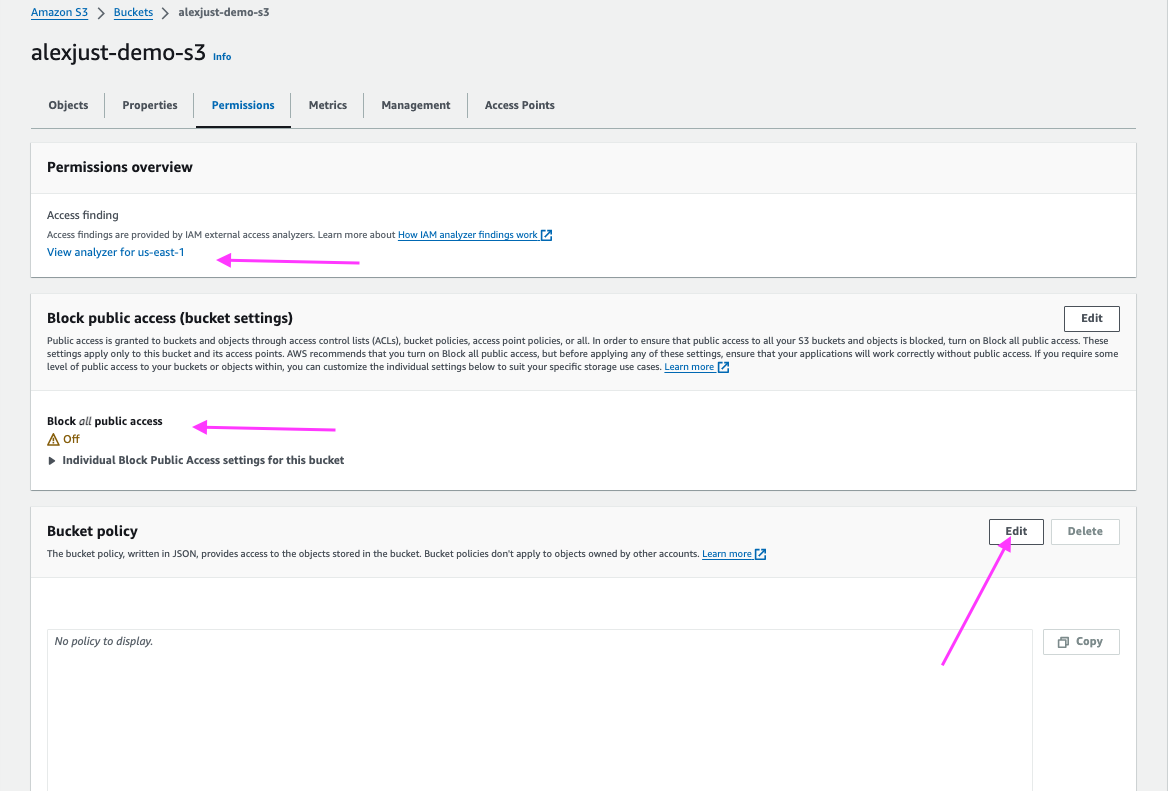 Amazon S3 > Buckets > alexjust-demo-s3
alexjust-demo-s3 Info
Objects Properties Permissions Metrics Management Access Points
Permissions overview
Access finding
Access findings are provided by IAM external access analyzers. Learn more about How IAM analyzer findings work
View analyzer for us-east-1
Block public access (bucket settings)
Edit
Public access is granted to buckets and objects through access control lists (ACLs), bucket policies, access point policies, or all. In order to ensure that public access to all your S3 buckets and objects is blocked, turn on Block all public access. These
settings apply only to this bucket and its access points. AWS recommends that you turn on Block all public access, but before applying any of these settings, ensure that your applications will work correctly without public access. If you require some
level of public access to your buckets or objects within, you can customize the individual settings below to suit your specific storage use cases. Learn more
Block all public access
Off
Individual Block Public Access settings for this bucket
Bucket policy
Edit Delete
The bucket policy, written in JSON, provides access to the objects stored in the bucket. Bucket policies don't apply to objects owned by other accounts. Learn more
No policy to display.
Copy